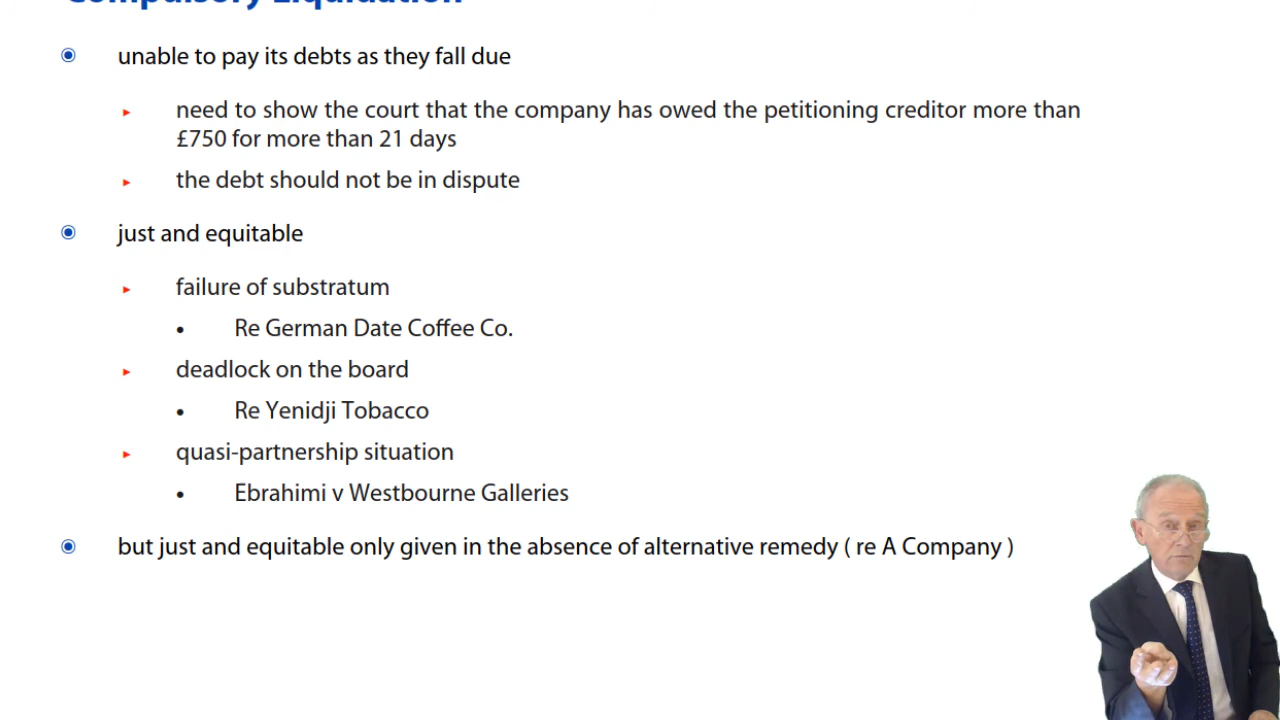 Compulsory Liquidation
unable to pay its debts as they fall due
need to show the court that the company has owed the petitioning creditor more than
£750 for more than 21 days
the debt should not be in dispute
just and equitable
failure of substratum
Re German Date Coffee Co.
deadlock on the board
Re Yenidji Tobacco
quasi-partnership situation
Ebrahimi v Westbourne Galleries
but just and equitable only given in the absence of alternative remedy ( re A Company )